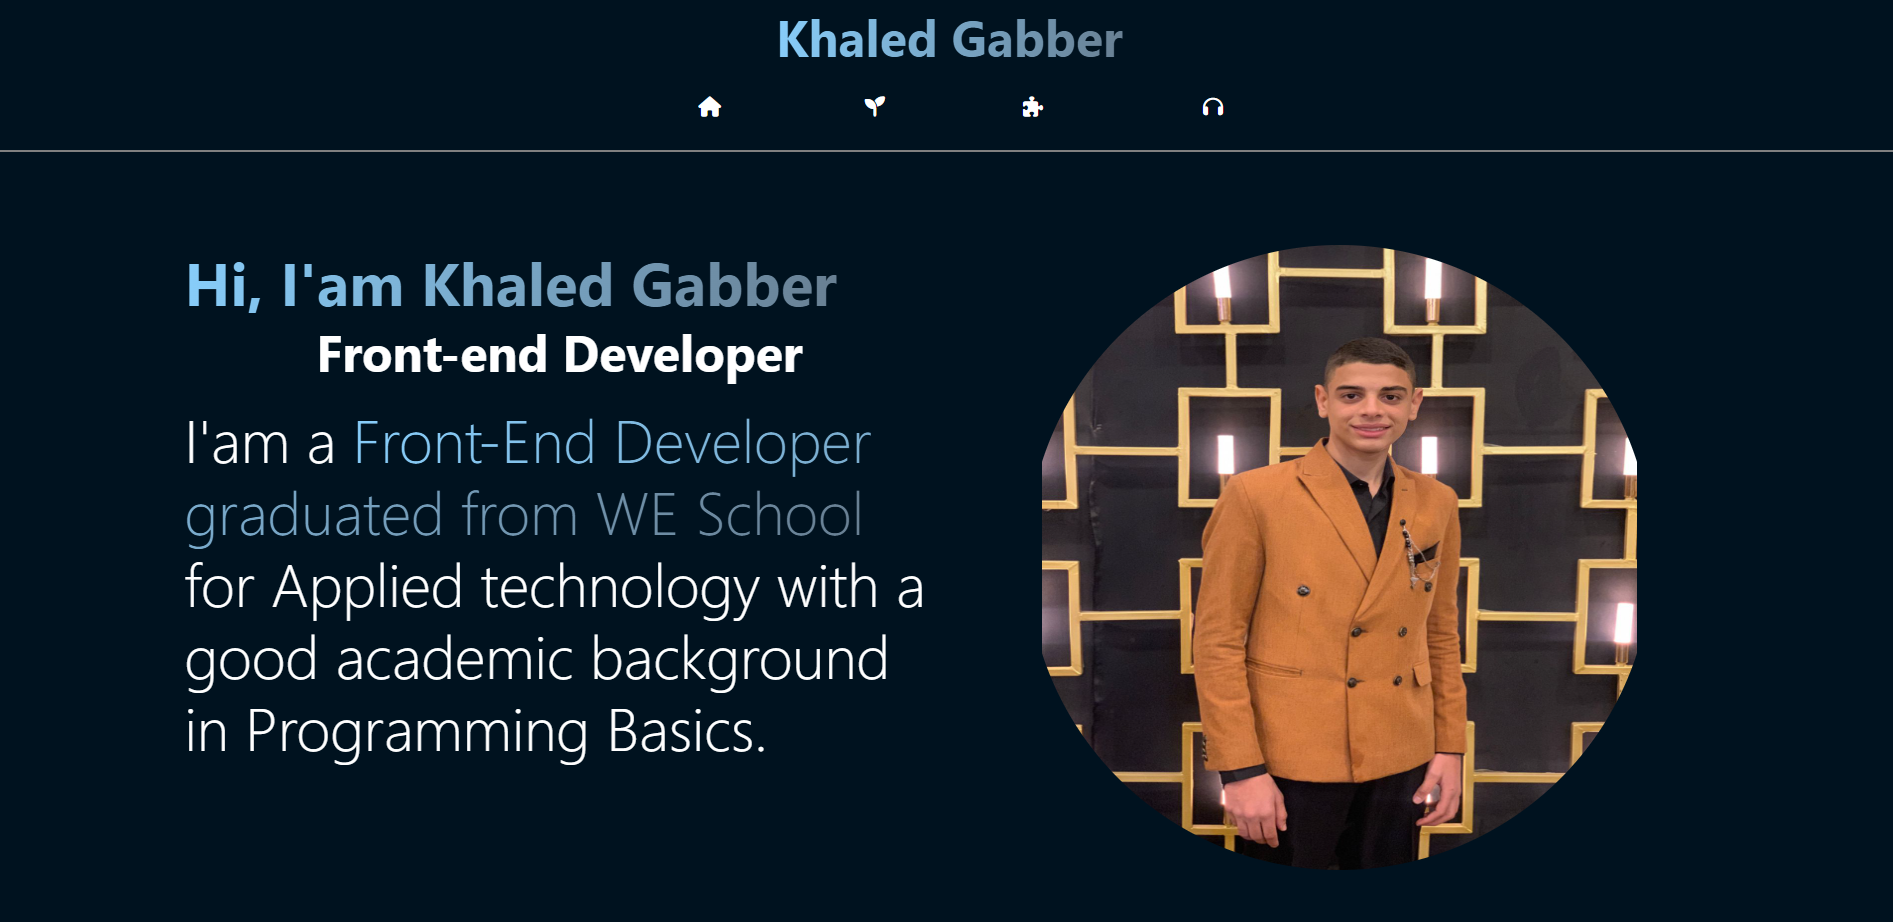 Khaled Gabber
Hi, I'am Khaled Gabber
Front-end Developer
I'am a Front-End Developer
graduated from WE School
for Applied technology with a
good academic background
in Programming Basics.